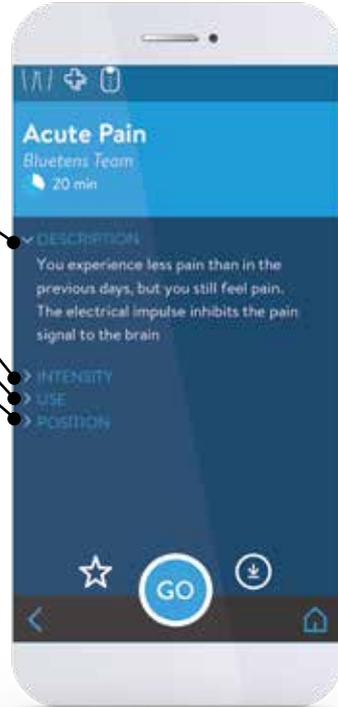 Acute Pain
Bluetens Team
20 min
DESCRIPTION
You experience less pain than in the
previous days, but you still feel pain.
The electrical impulse inhibits the pain
signal to the brain
INTENSITY
USE
POSITION
GO